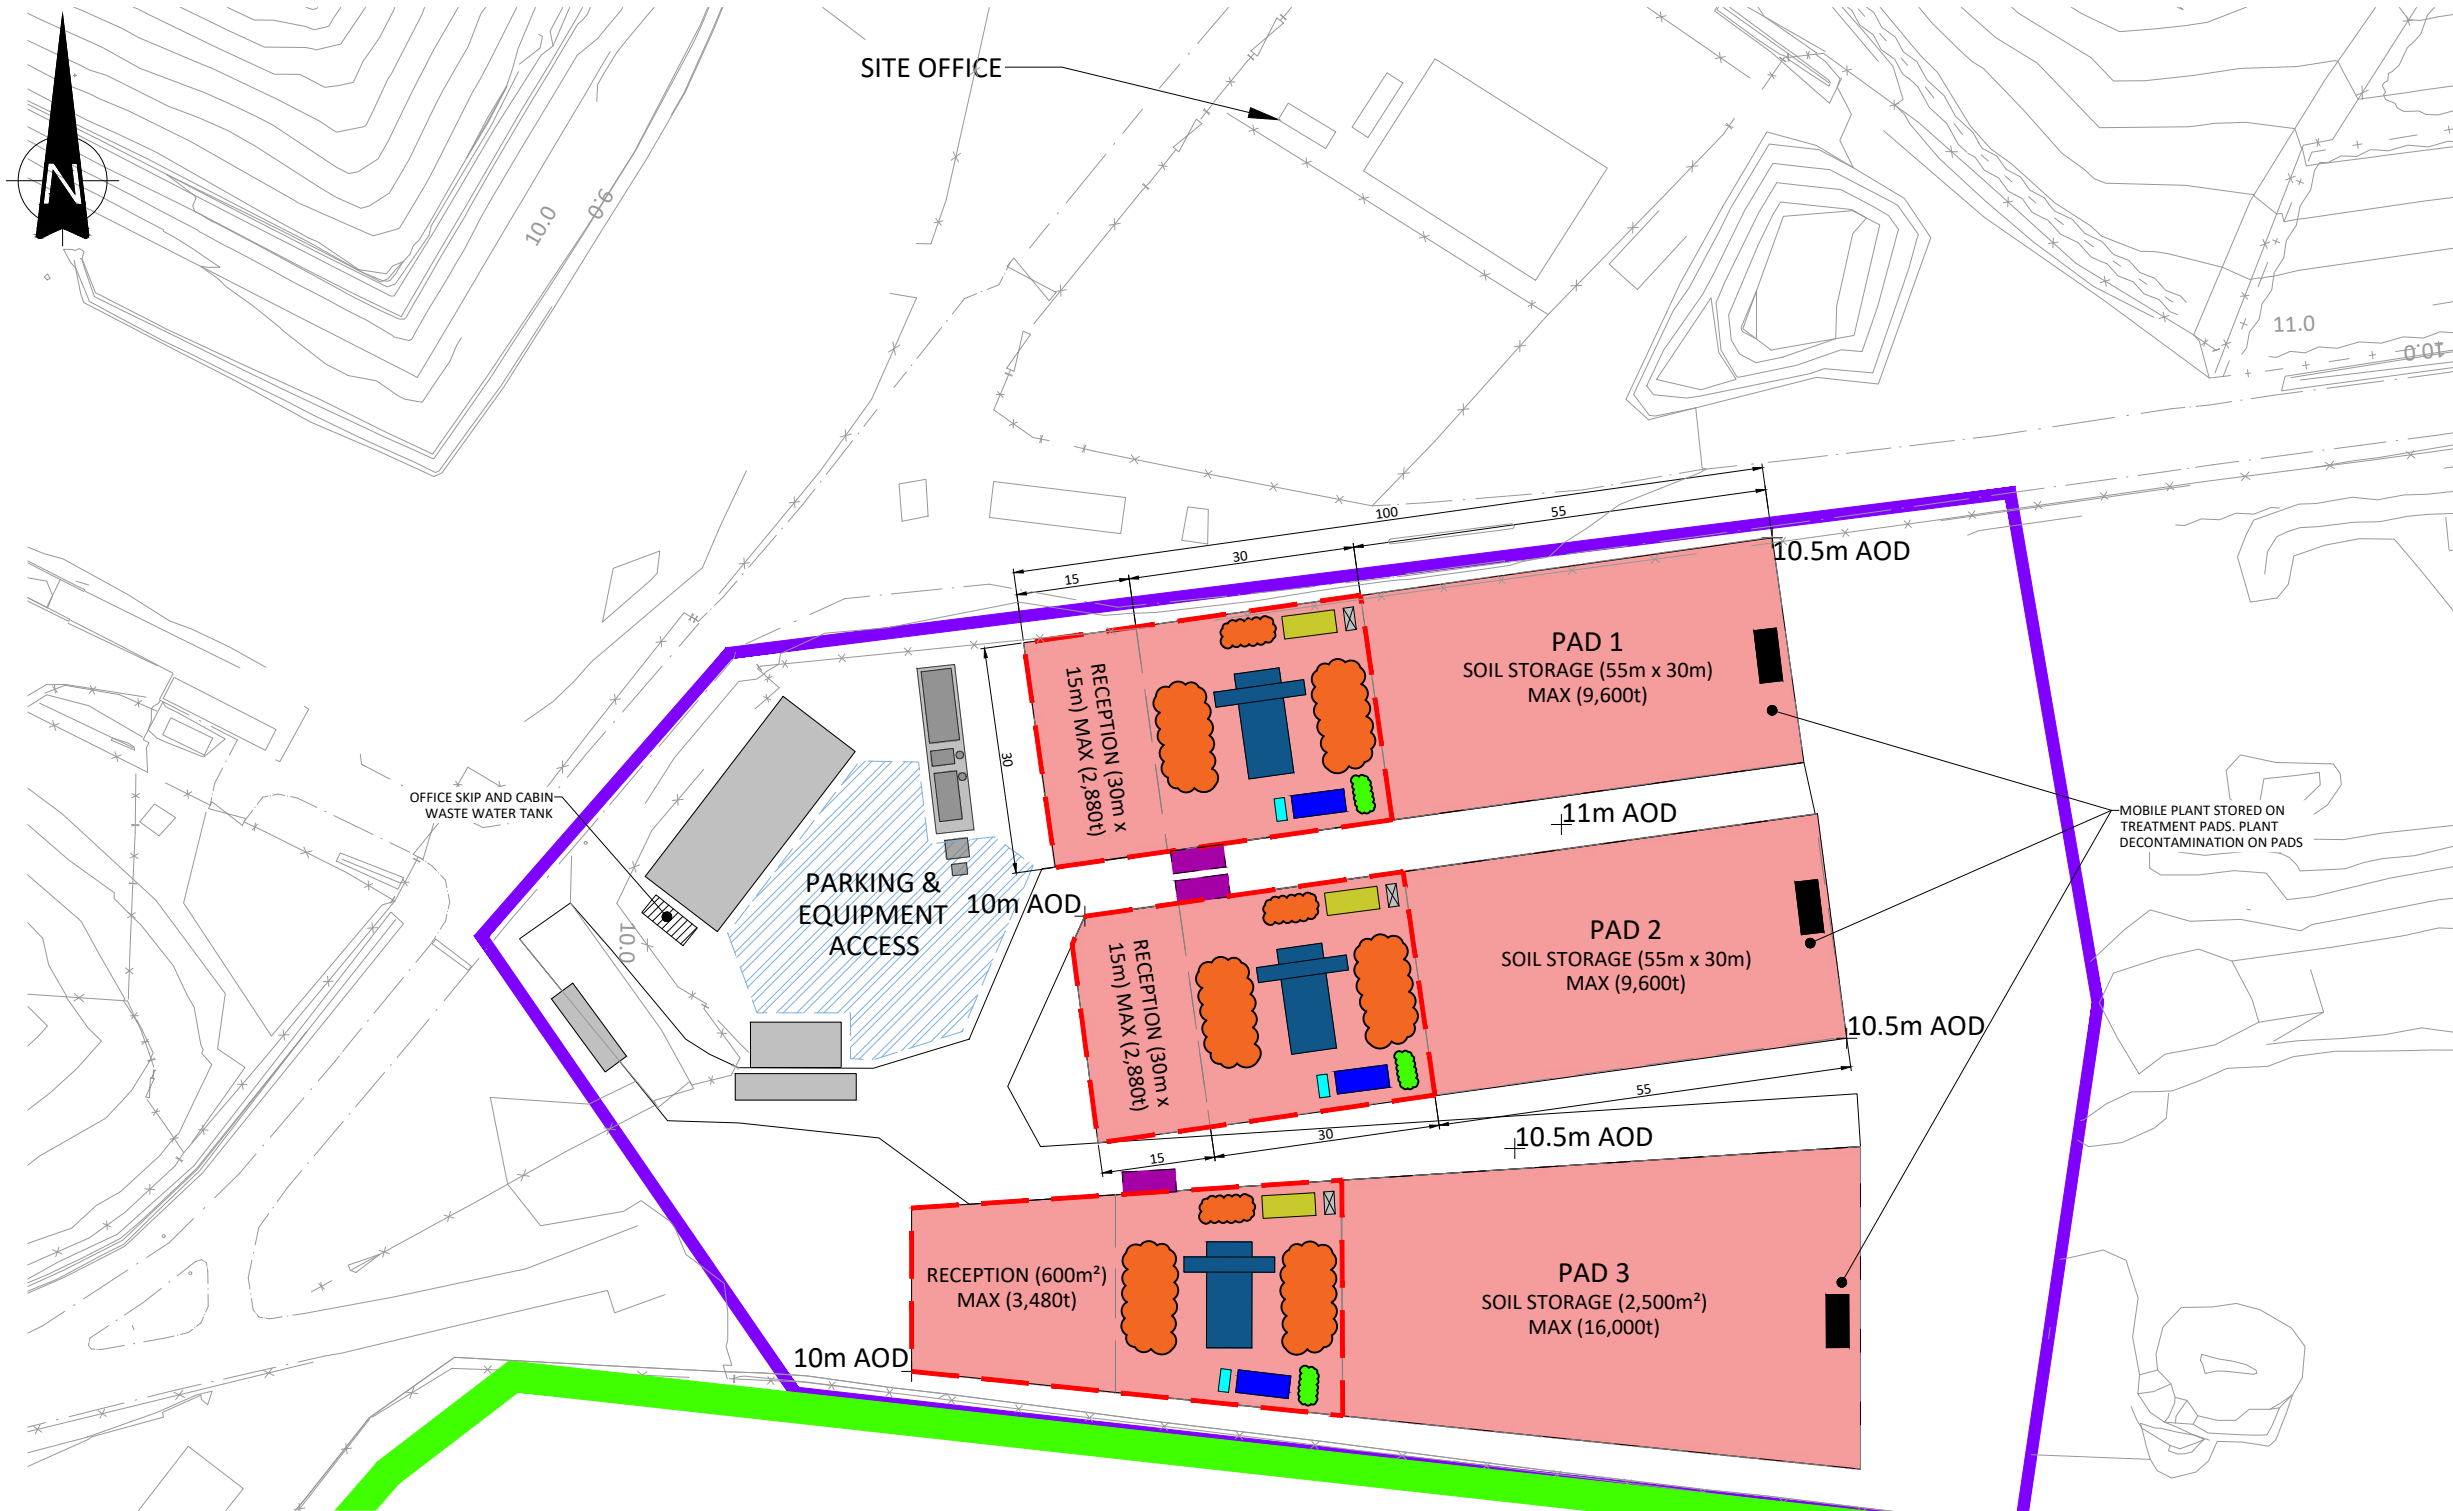 N
SITE OFFICE
10.0
9.0
11.0
10.0
100
55
30
15
10.5m AOD
PAD 1
SOIL STORAGE (55m x 30m)
MAX (9,600t)
RECEPTION (30m x
15m) MAX (2,880t)
30
OFFICE SKIP AND CABIN
WASTE WATER TANK
11m AOD
MOBILE PLANT STORED ON
TREATMENT PADS. PLANT
DECONTAMINATION ON PADS
PARKING &
EQUIPMENT
ACCESS
10m AOD
10.0
PAD 2
SOIL STORAGE (55m x 30m)
MAX (9,600t)
RECEPTION (30m x
15m) MAX (2,880t)
10.5m AOD
55
30
15
10.5m AOD
RECEPTION (600m²)
MAX (3,480t)
PAD 3
SOIL STORAGE (2,500m²)
MAX (16,000t)
10m AOD